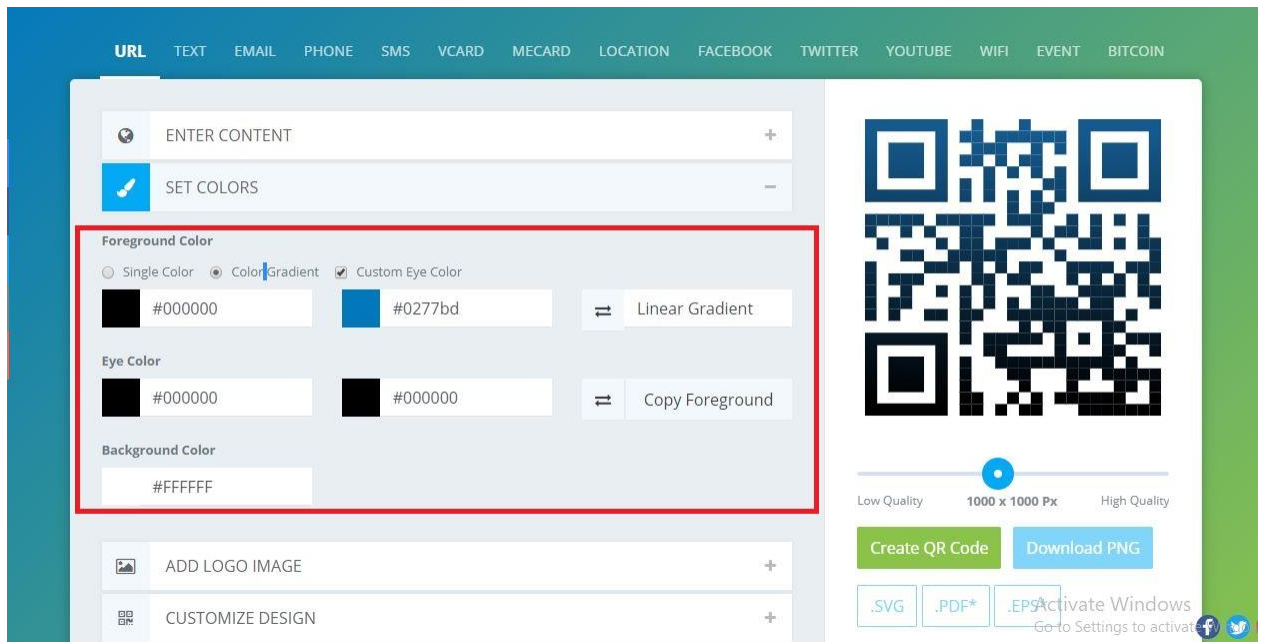 URL TEXT EMAIL PHONE SMS VCARD MECARD LOCATION FACEBOOK TWITTER YOUTUBE WIFI EVENT BITCOIN
ENTER CONTENT
SET COLORS
Foreground Color
Single Color Color Gradient Custom Eye Color
#000000 #0277bd Linear Gradient
Eye Color
#000000 #000000 Copy Foreground
Background Color
#FFFFFF
ADD LOGO IMAGE
CUSTOMIZE DESIGN
Low Quality 1000 x 1000 Px High Quality
Create QR Code Download PNG
.SVG .PDF* .EPS*
Activate Windows
Go to Settings to activate